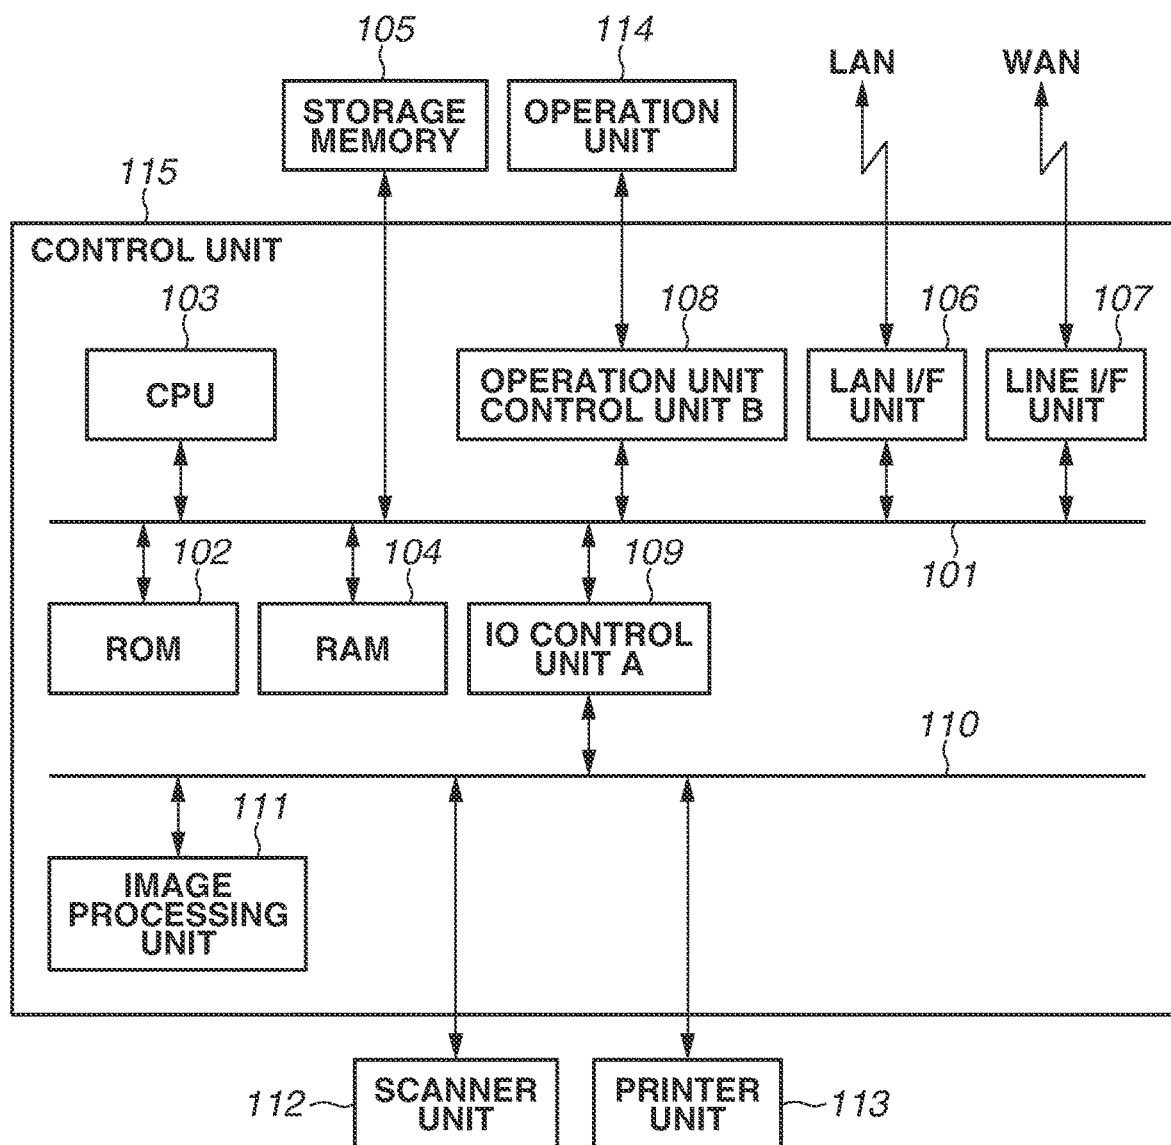 105
114
LAN
WAN
STORAGE
MEMORY
OPERATION
UNIT
115
CONTROL UNIT
103
108
106
107
CPU
OPERATION UNIT
CONTROL UNIT B
LAN I/F
UNIT
LINE I/F
UNIT
102
104
109
101
ROM
RAM
IO CONTROL
UNIT A
110
111
IMAGE
PROCESSING
UNIT
112
SCANNER
UNIT
PRINTER
UNIT
113